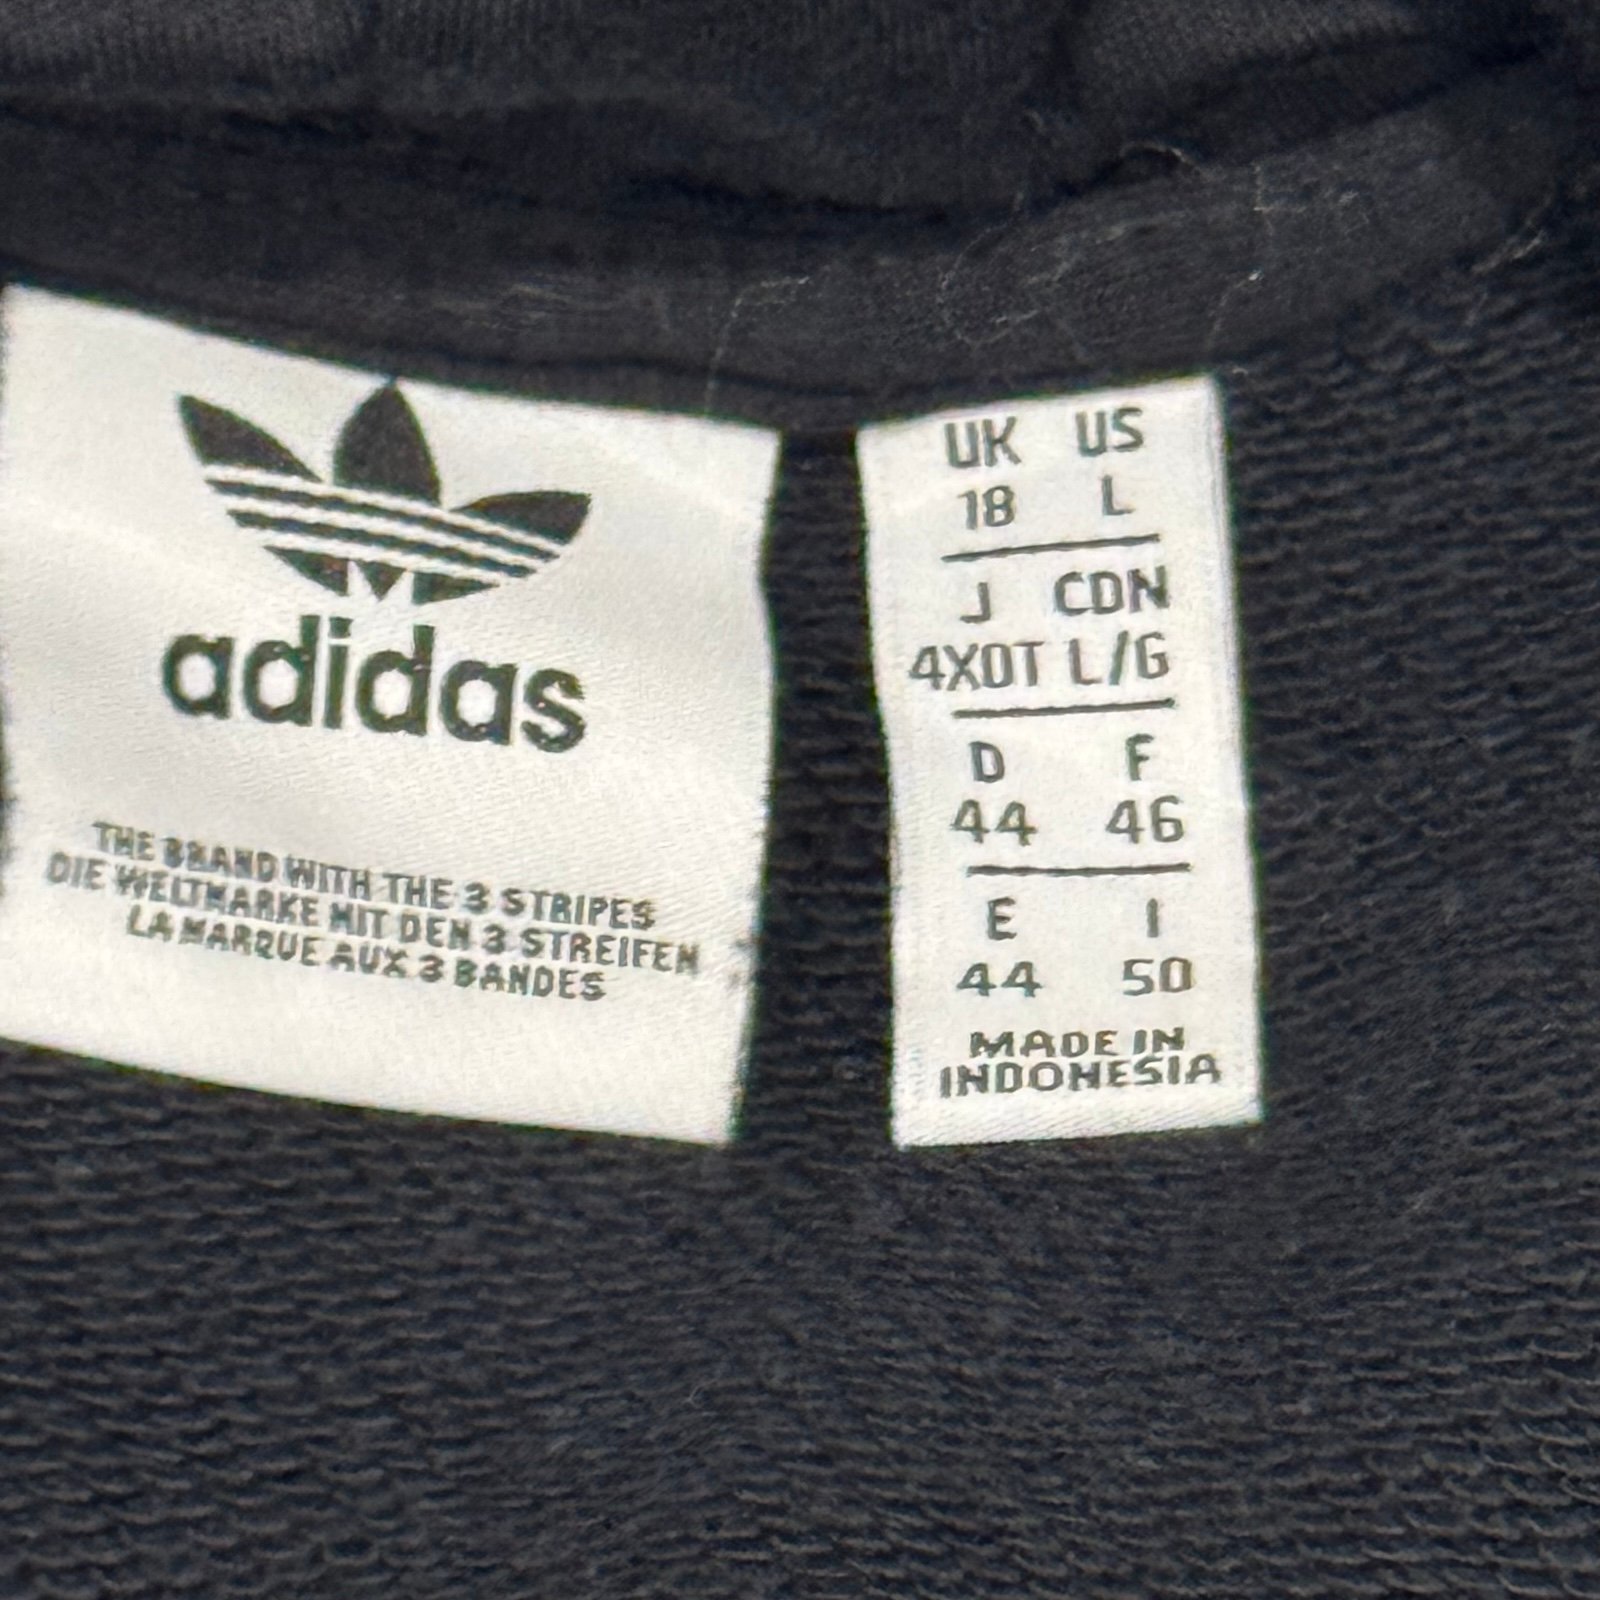 adidas
THE BRAND WITH THE 3 STRIPES
DIE WELTMARKE MIT DEN 3 STREIFEN
LA MARQUE AUX 3 BANDES
UK US
18 L
J CDN
4XOT L/G
D F
44 46
E I
44 50
MADE IN
INDONESIA